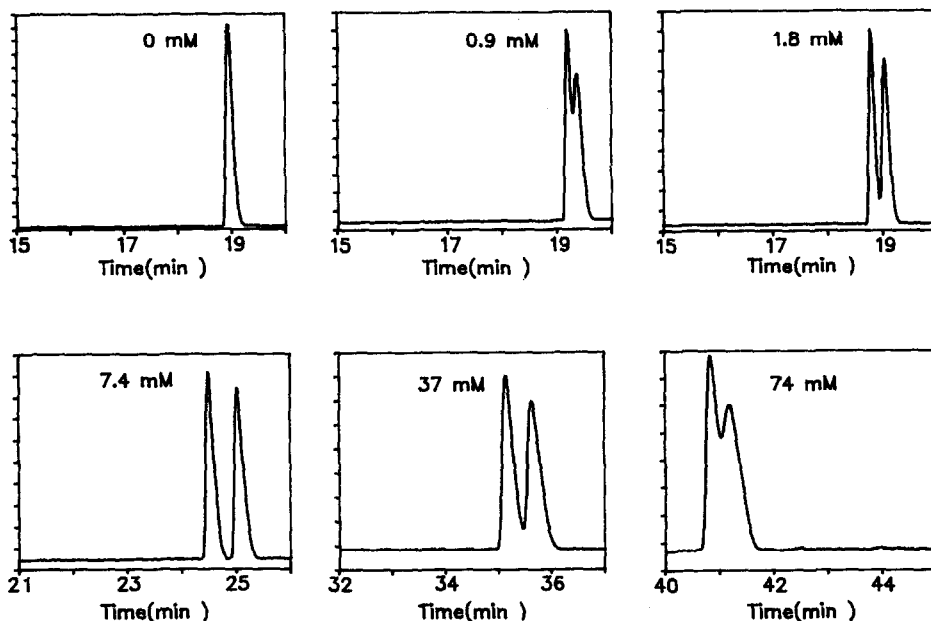 0 mM
15 17 19
Time(min )
0.9 mM
15 17 19
Time(min )
1.8 mM
15 17 19
Time(min )
7.4 mM
21 23 25
Time(min )
37 mM
32 34 36
Time(min )
74 mM
40 42 44
Time(min )